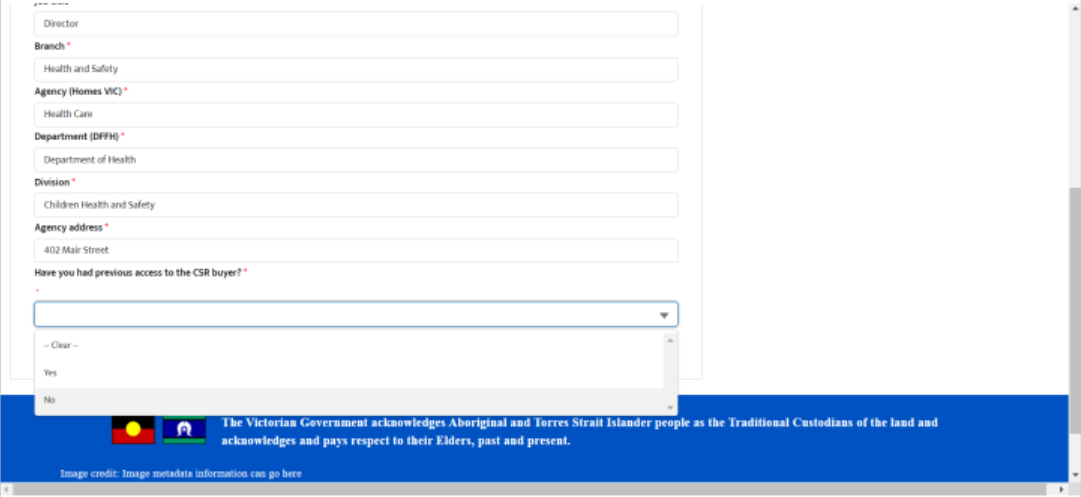 Job title
Director
Branch *
Health and Safety
Agency (Homes VIC) *
Health Care
Department (DFFH) *
Department of Health
Division *
Children Health and Safety
Agency address *
402 Mair Street
Have you had previous access to the CSR buyer? *
*
-- Clear --
Yes
No
The Victorian Government acknowledges Aboriginal and Torres Strait Islander people as the Traditional Custodians of the land and
acknowledges and pays respect to their Elders, past and present.
Image credit: Image metadata information can go here